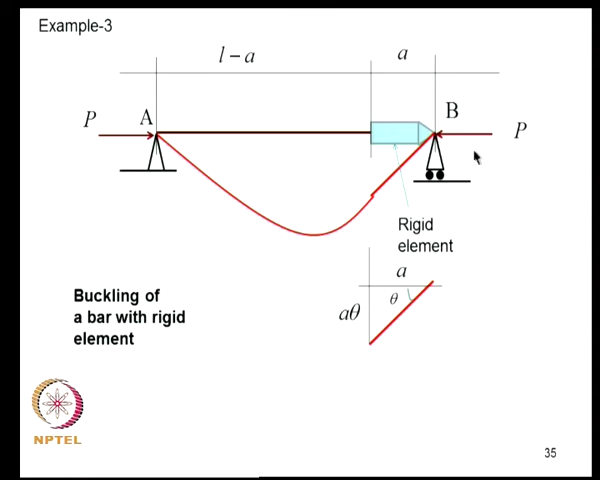 Example-3
l – a
a
P
A
B
P
Rigid
element
a
θ
aθ
Buckling of
a bar with rigid
element
NPTEL
35